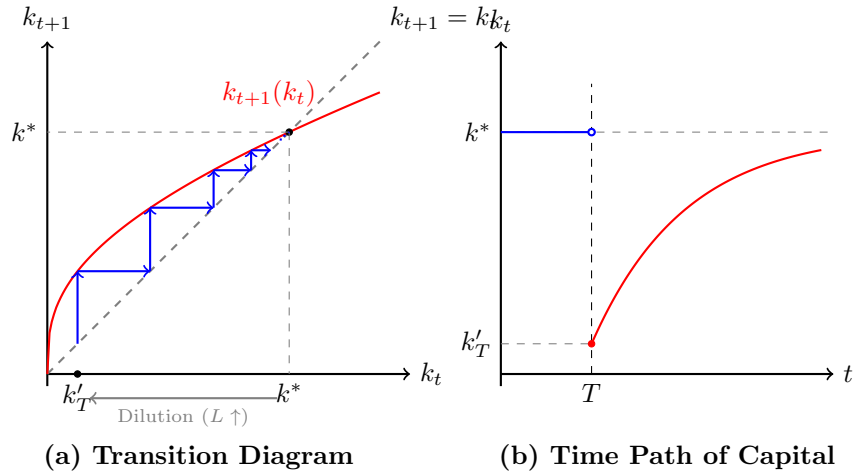 k_{t+1}
k_{t+1} = k_t
k_{t+1}(k_t)
k*
k_t
k'_T
k*
Dilution (L ↑)
(a) Transition Diagram
k_t
k*
k'_T
T
t
(b) Time Path of Capital